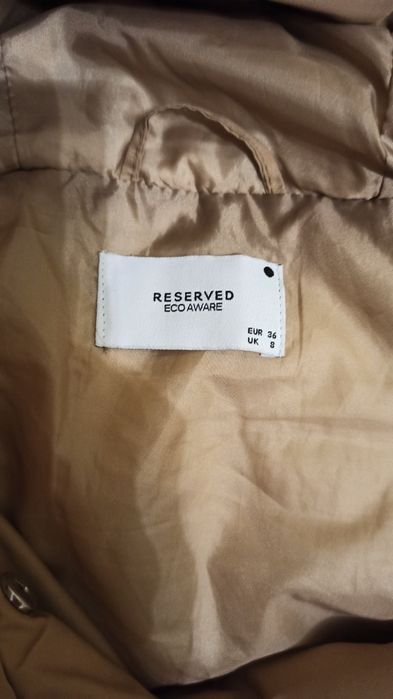 RESERVED
ECO AWARE
EUR 36
UK 8